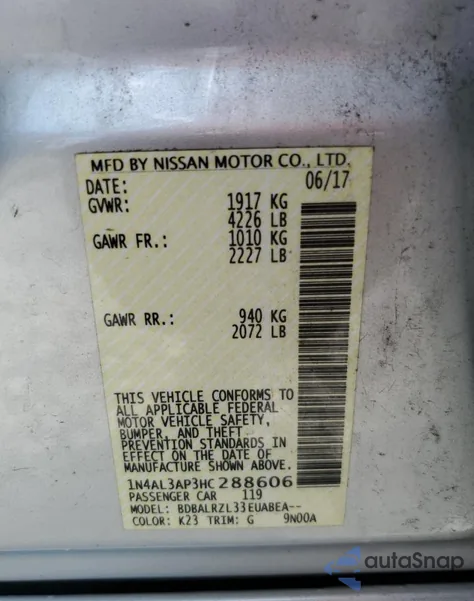 MFD BY NISSAN MOTOR CO., LTD.
DATE: 06/17
GVWR: 1917 KG
4226 LB
GAWR FR.: 1010 KG
2227 LB
GAWR RR.: 940 KG
2072 LB
THIS VEHICLE CONFORMS TO
ALL APPLICABLE FEDERAL
MOTOR VEHICLE SAFETY,
BUMPER, AND THEFT
PREVENTION STANDARDS IN
EFFECT ON THE DATE OF
MANUFACTURE SHOWN ABOVE.
1N4AL3AP3HC288606
PASSENGER CAR 119
MODEL: BDBALRZL33EUABEA--
COLOR: K23 TRIM: G 9N00A
autoSnap